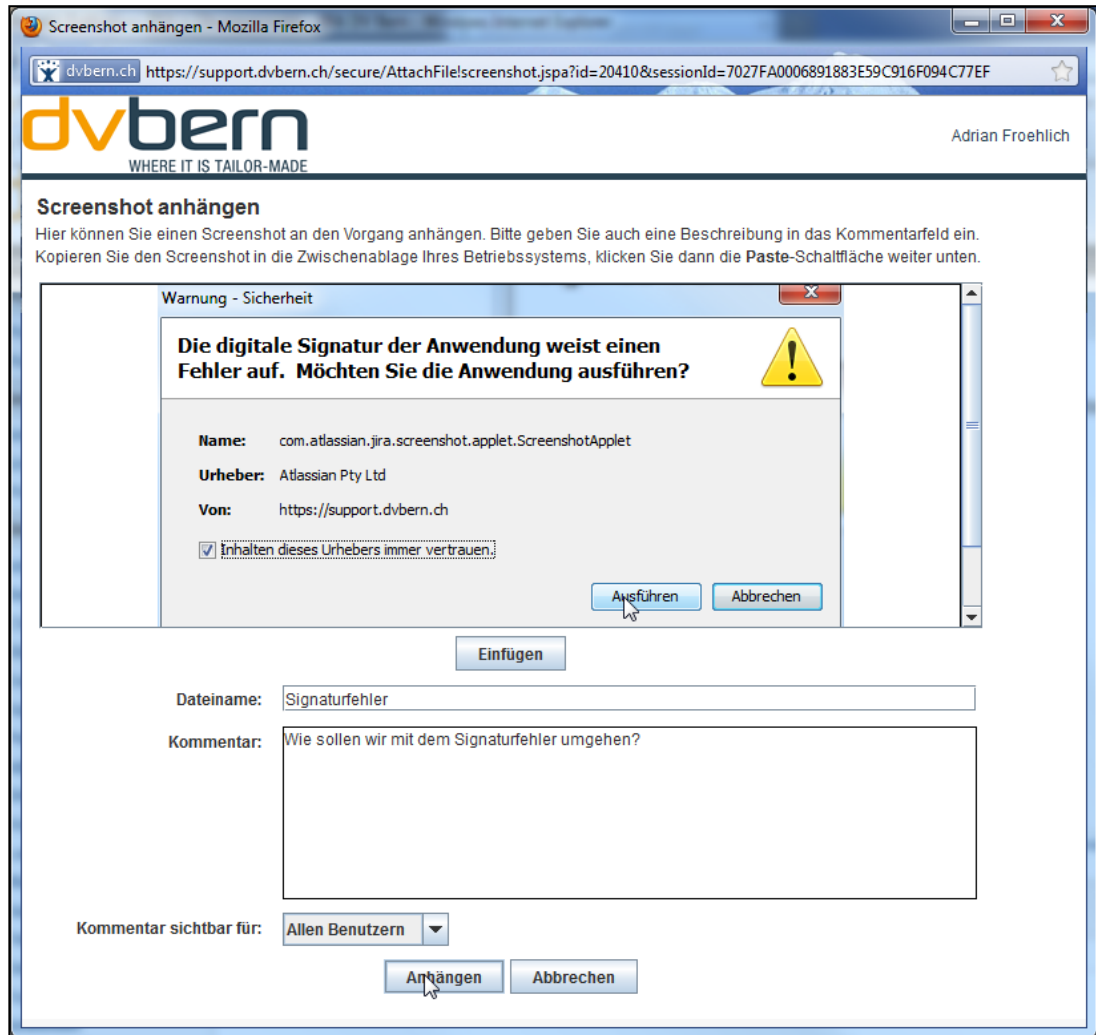 Screenshot anhängen - Mozilla Firefox
dvbern.ch https://support.dvbern.ch/secure/AttachFile!screenshot.jspa?id=20410&sessionId=7027FA0006891883E59C916F094C77EF
dvbern
WHERE IT IS TAILOR-MADE
Adrian Froehlich
Screenshot anhängen
Hier können Sie einen Screenshot an den Vorgang anhängen. Bitte geben Sie auch eine Beschreibung in das Kommentarfeld ein.
Kopieren Sie den Screenshot in die Zwischenablage Ihres Betriebssystems, klicken Sie dann die Paste-Schaltfläche weiter unten.
Warnung - Sicherheit
Die digitale Signatur der Anwendung weist einen
Fehler auf. Möchten Sie die Anwendung ausführen?
Name: com.atlassian.jira.screenshot.applet.ScreenshotApplet
Urheber: Atlassian Pty Ltd
Von: https://support.dvbern.ch
Inhalten dieses Urhebers immer vertrauen.
Ausführen Abbrechen
Einfügen
Dateiname: Signaturfehler
Kommentar: Wie sollen wir mit dem Signaturfehler umgehen?
Kommentar sichtbar für: Allen Benutzern
Anhängen Abbrechen